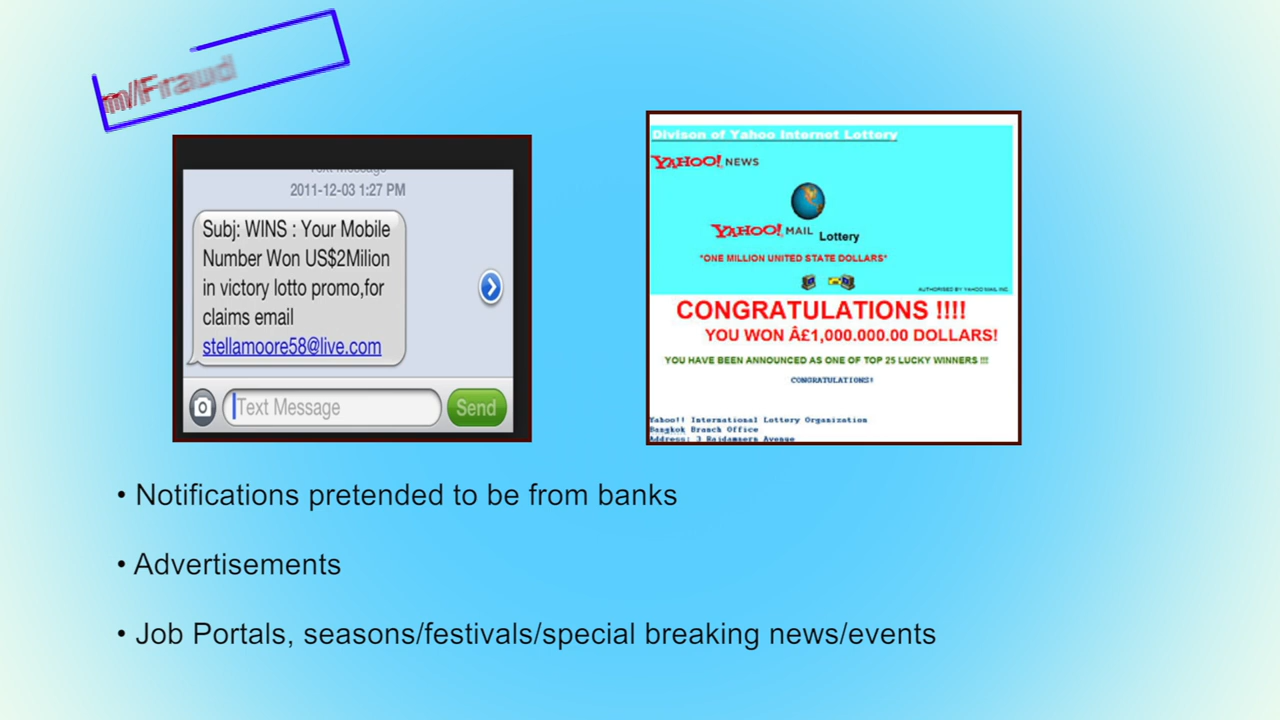 m//Fraud
Text Message
2011-12-03 1:27 PM
Subj: WINS : Your Mobile
Number Won US$2Milion
in victory lotto promo,for
claims email
stellamoore58@live.com
Text Message
Send
Divison of Yahoo Internet Lottery
YAHOO! NEWS
YAHOO! MAIL Lottery
*ONE MILLION UNITED STATE DOLLARS*
AUTHORISED BY YAHOO MAIL INC.
CONGRATULATIONS !!!!
YOU WON Â£1,000.000.00 DOLLARS!
YOU HAVE BEEN ANNOUNCED AS ONE OF TOP 25 LUCKY WINNERS !!!
CONGRATULATIONS!
Yahoo!! International Lottery Organization
Bangkok Branch Office
Address: 3 Rajdamnern Avenue
• Notifications pretended to be from banks
• Advertisements
• Job Portals, seasons/festivals/special breaking news/events